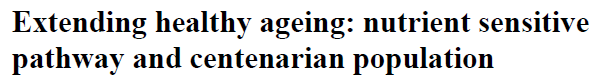 Extending healthy ageing: nutrient sensitive
pathway and centenarian population